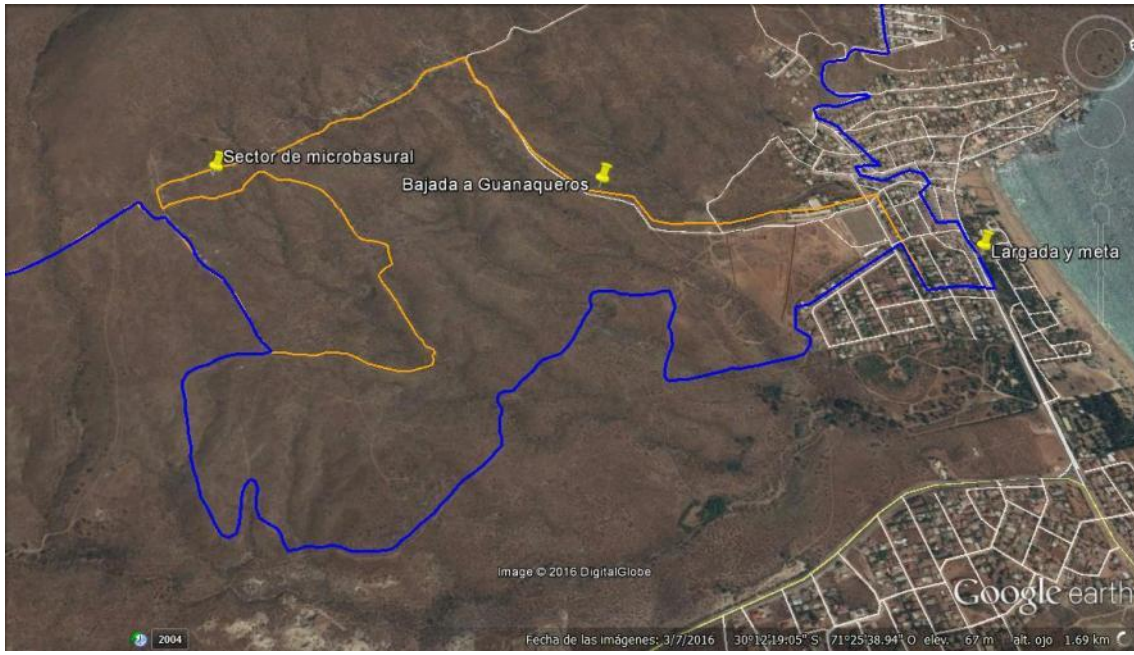 Sector de microbasural
Bajada a Guanaqueros
Largada y meta
Image © 2016 DigitalGlobe
Google earth
2004
Fecha de las imágenes: 3/7/2016 30°12'19.05" S 71°25'38.94" O elev. 67 m alt. ojo 1.69 km